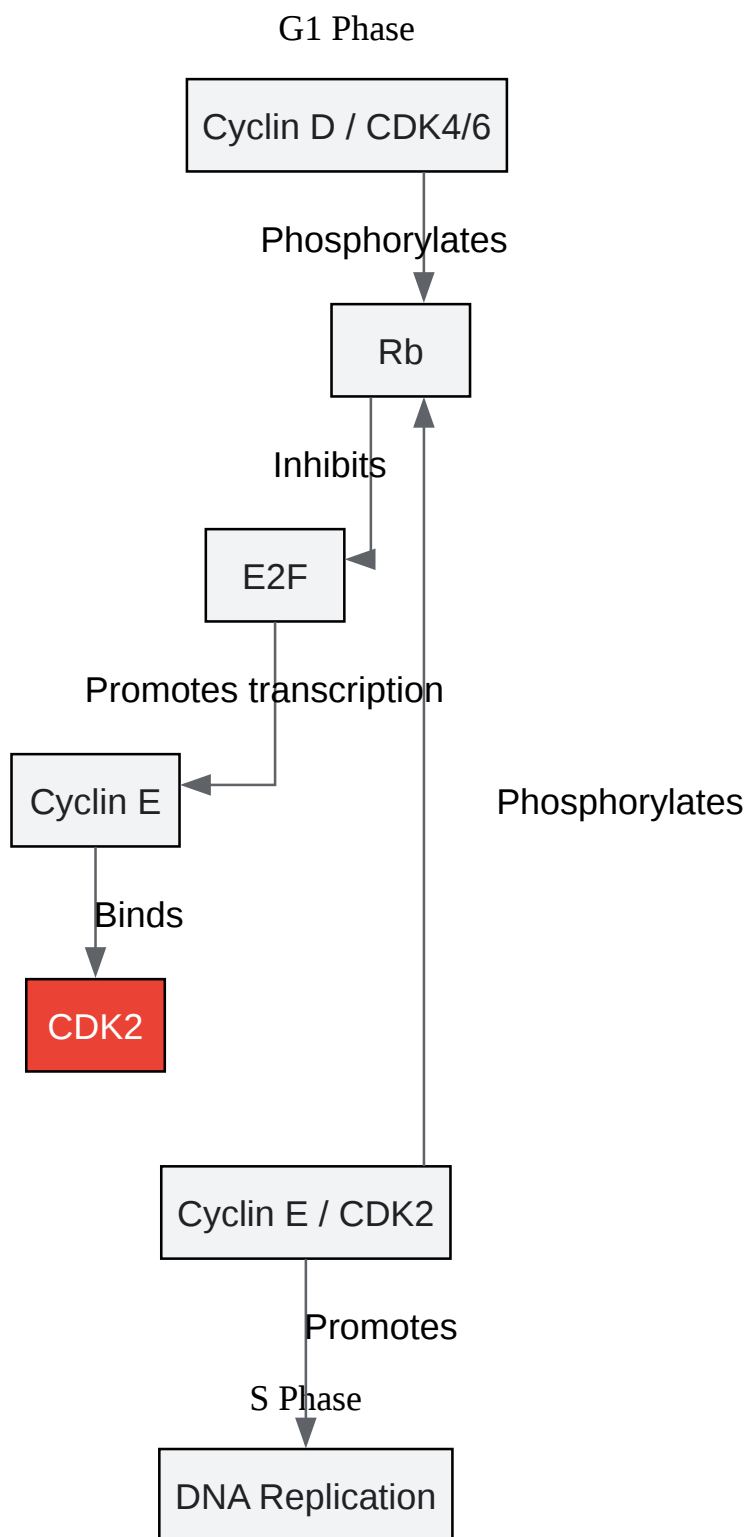 G1 Phase
Cyclin D / CDK4/6
Phosphorylates
Rb
Inhibits
E2F
Promotes transcription
Cyclin E
Phosphorylates
Binds
CDK2
Cyclin E / CDK2
Promotes
S Phase
DNA Replication